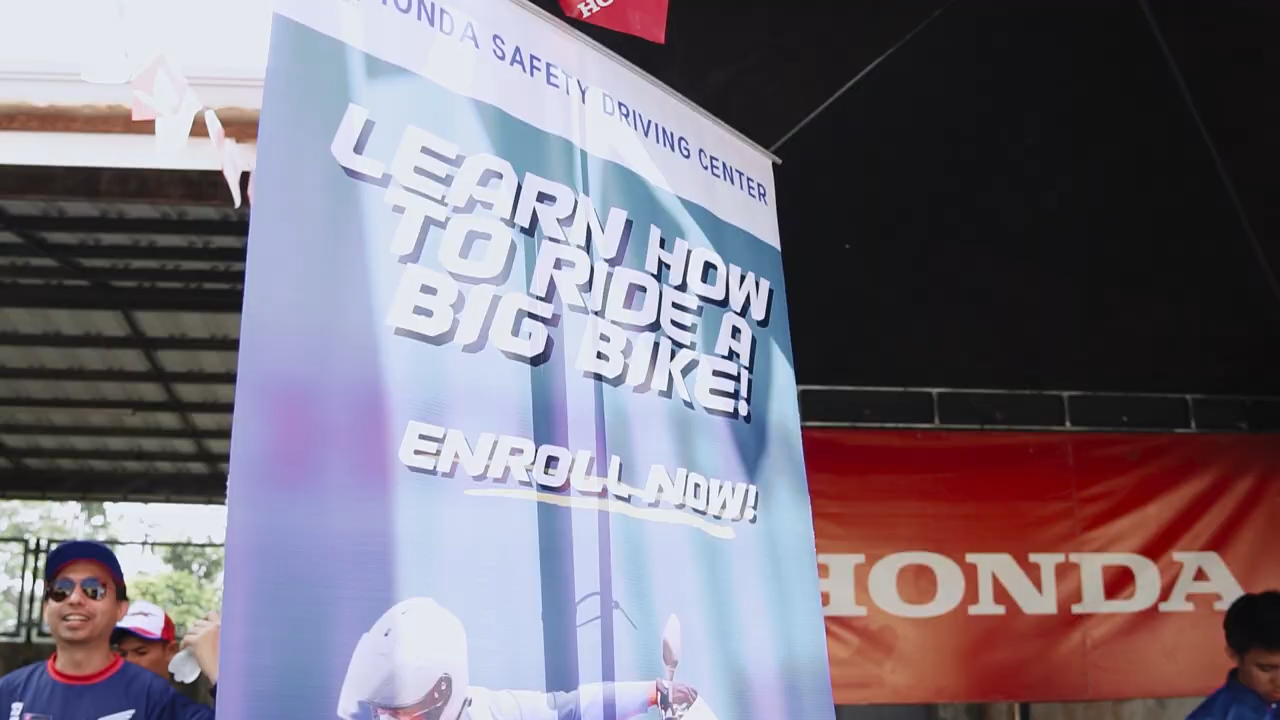 HONDA SAFETY DRIVING CENTER
LEARN HOW
TO RIDE A
BIG BIKE!
ENROLL NOW!
HONDA